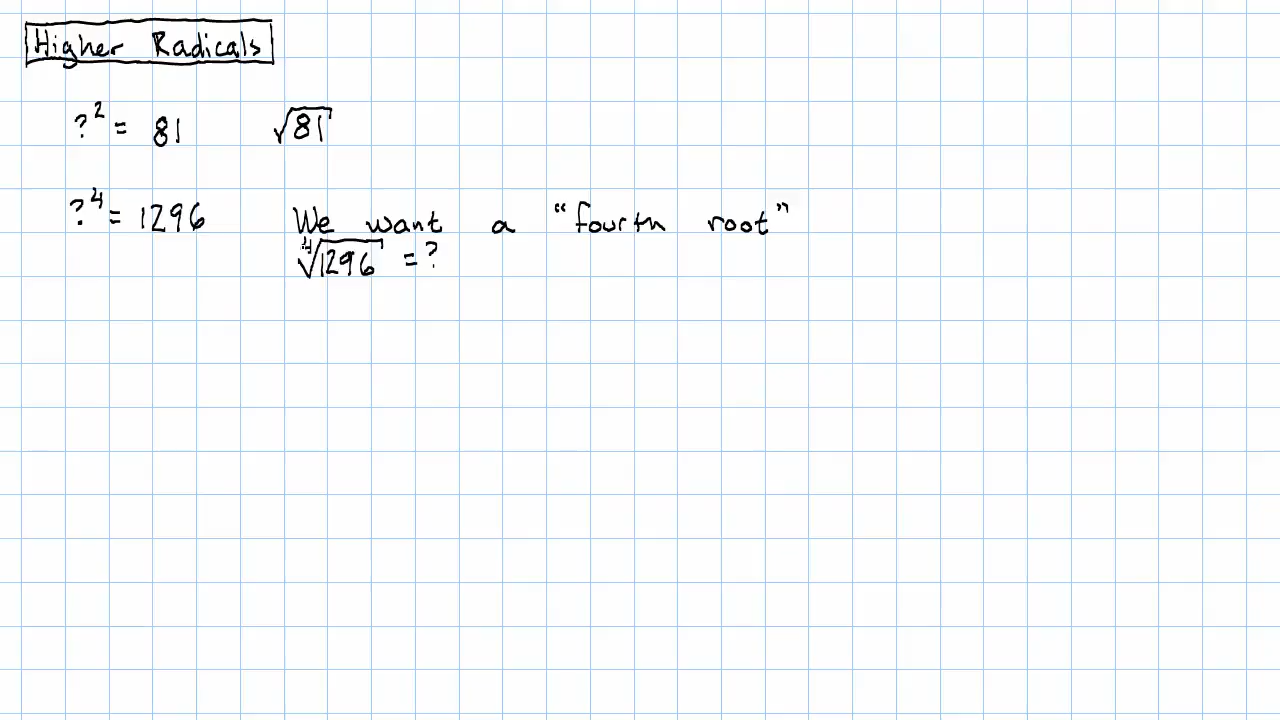 Higher Radicals
?² = 81 √81
?⁴ = 1296 We want a “fourth root”
⁴√1296 = ?